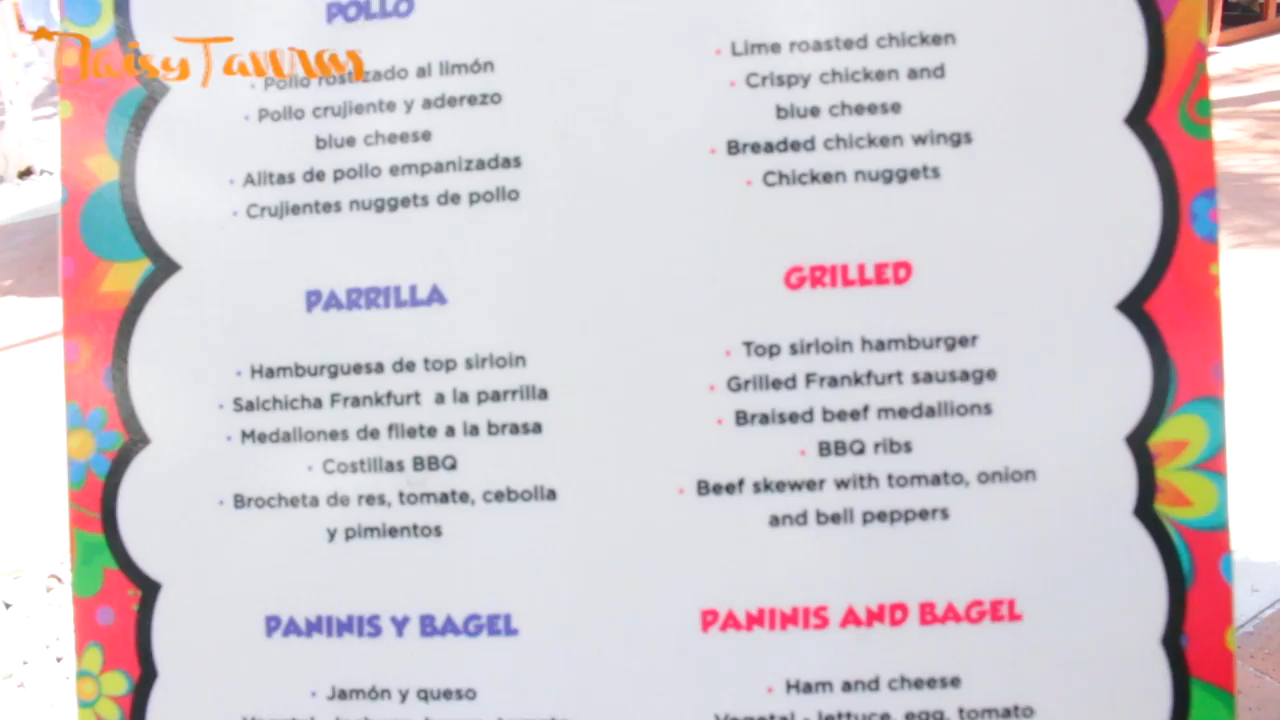 Daisy Taveras
POLLO
• Pollo rostizado al limón
• Pollo crujiente y aderezo
blue cheese
• Alitas de pollo empanizadas
• Crujientes nuggets de pollo
PARRILLA
• Hamburguesa de top sirloin
• Salchicha Frankfurt a la parrilla
• Medallones de filete a la brasa
• Costillas BBQ
• Brocheta de res, tomate, cebolla
y pimientos
PANINIS Y BAGEL
• Jamón y queso
• Lime roasted chicken
• Crispy chicken and
blue cheese
• Breaded chicken wings
• Chicken nuggets
GRILLED
• Top sirloin hamburger
• Grilled Frankfurt sausage
• Braised beef medallions
• BBQ ribs
• Beef skewer with tomato, onion
and bell peppers
PANINIS AND BAGEL
• Ham and cheese
Vegetal - lettuce, egg, tomato